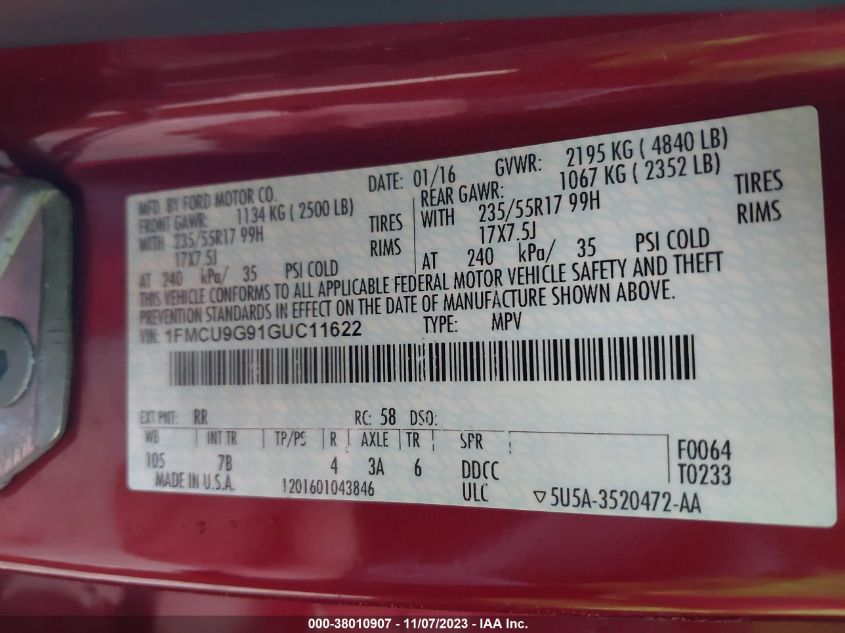 MFD. BY FORD MOTOR CO. DATE: 01/16 GVWR: 2195 KG ( 4840 LB)
FRONT GAWR: 1134 KG ( 2500 LB) REAR GAWR: 1067 KG ( 2352 LB)
WITH 235/55R17 99H TIRES WITH 235/55R17 99H TIRES
17X7.5J RIMS 17X7.5J RIMS
AT 240 kPa/ 35 PSI COLD AT 240 kPa/ 35 PSI COLD
THIS VEHICLE CONFORMS TO ALL APPLICABLE FEDERAL MOTOR VEHICLE SAFETY AND THEFT
PREVENTION STANDARDS IN EFFECT ON THE DATE OF MANUFACTURE SHOWN ABOVE.
VIN: 1FMCU9G91GUC11622 TYPE: MPV
EXT PNT: RR RC: 58 DSO:
WB INT TR TP/PS R AXLE TR SPR F0064
105 7B 4 3A 6 DDCC T0233
MADE IN U.S.A. 1201601043846 ULC ▽5U5A-3520472-AA
000-38010907 - 11/07/2023 - IAA Inc.